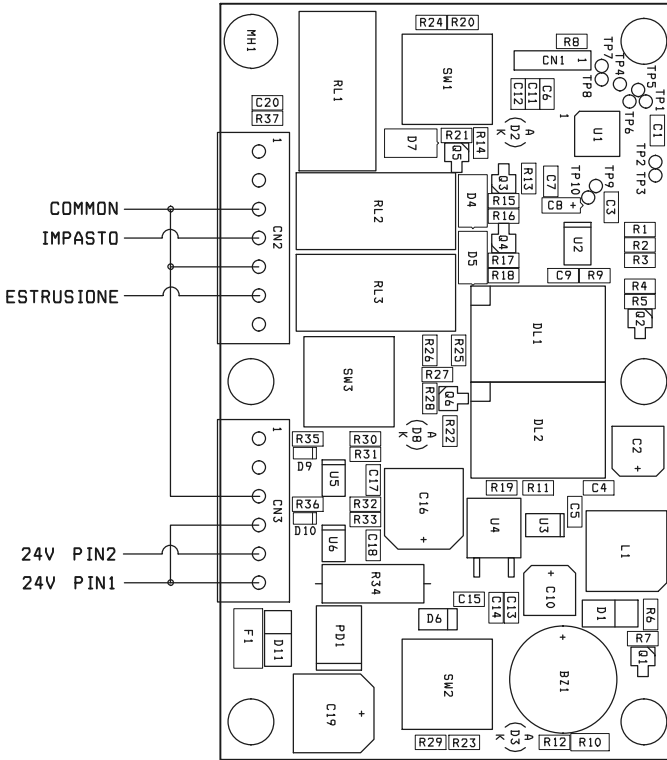 R24 R20
R8
MH1
TP7
TP4
CN1 1
TP5
RL1
SW1
TP8
TP1
C12 C11 C6
C20
R37
A
D2
K
1 U1
TP6
C1
1
D7
R21
R14
Q5
TP2
TP3
Q3
R13
C7
TP9
TP10
COMMON
RL2
D4
R15
R16
C8 +
C3
IMPASTO
CN2
Q4
U2
R1
R2
D5
R17
R3
R18
C9 R9
ESTRUSIONE
RL3
R4
R5
DL1
Q2
R26
R25
SW3
R27
R28
Q6
DL2
A
D8
K
R22
C2
+
1
R35
R30
R31
D9
U5
C17
CN3
R36
R32
R33
D10
C16
+
R19 R11
C4
C5
U4
U3
24V PIN2
U6
C18
L1
24V PIN1
R34
C15
C14 C13
C10
+
F1
D11
PD1
D6
D1
R6
R7
+
BZ1
Q1
C19
+
SW2
A
D3
K
R29 R23
R12 R10